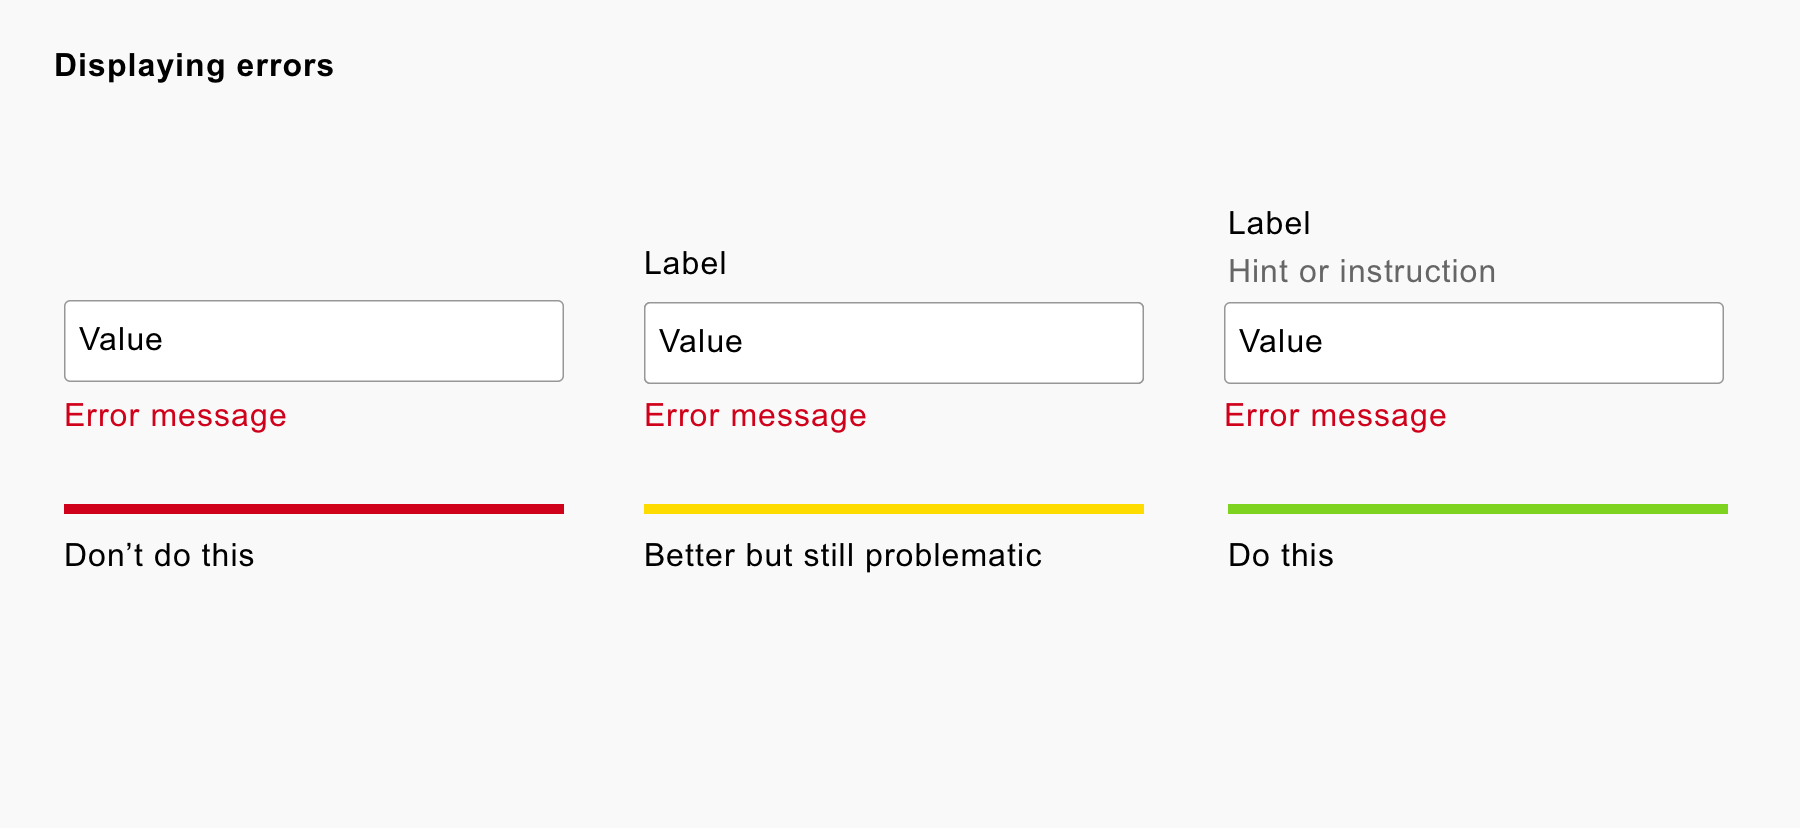 Displaying errors
Value
Error message
Don’t do this
Label
Value
Error message
Better but still problematic
Label
Hint or instruction
Value
Error message
Do this